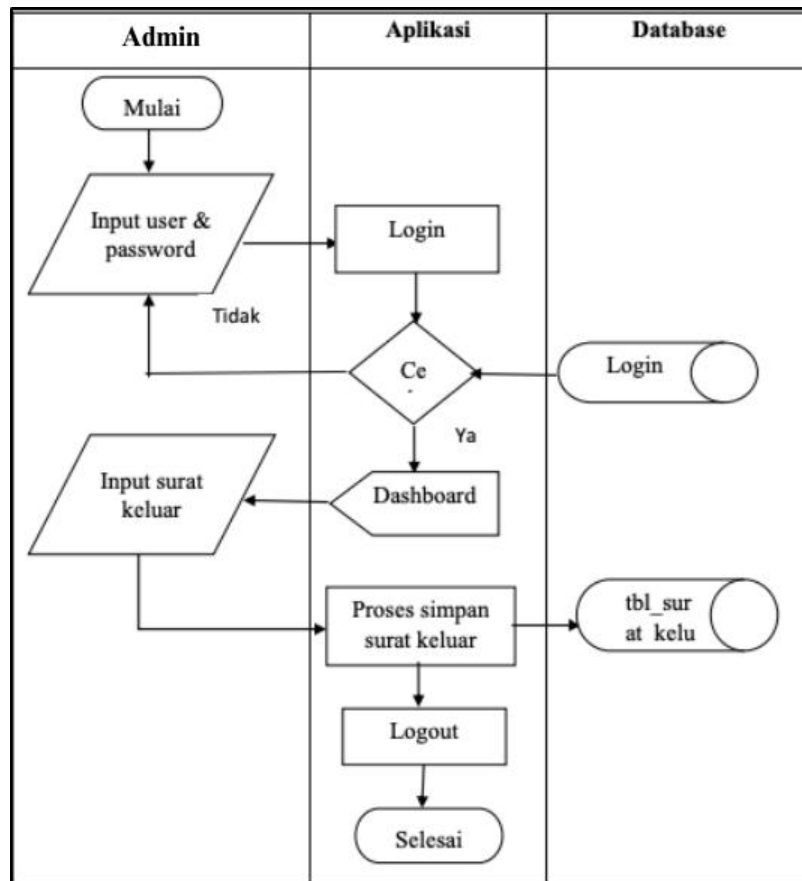 Admin
Aplikasi
Database
Mulai
Input user &
password
Login
Tidak
Ce
Login
Ya
Input surat
keluar
Dashboard
Proses simpan
surat keluar
tbl_sur
at kelu
Logout
Selesai